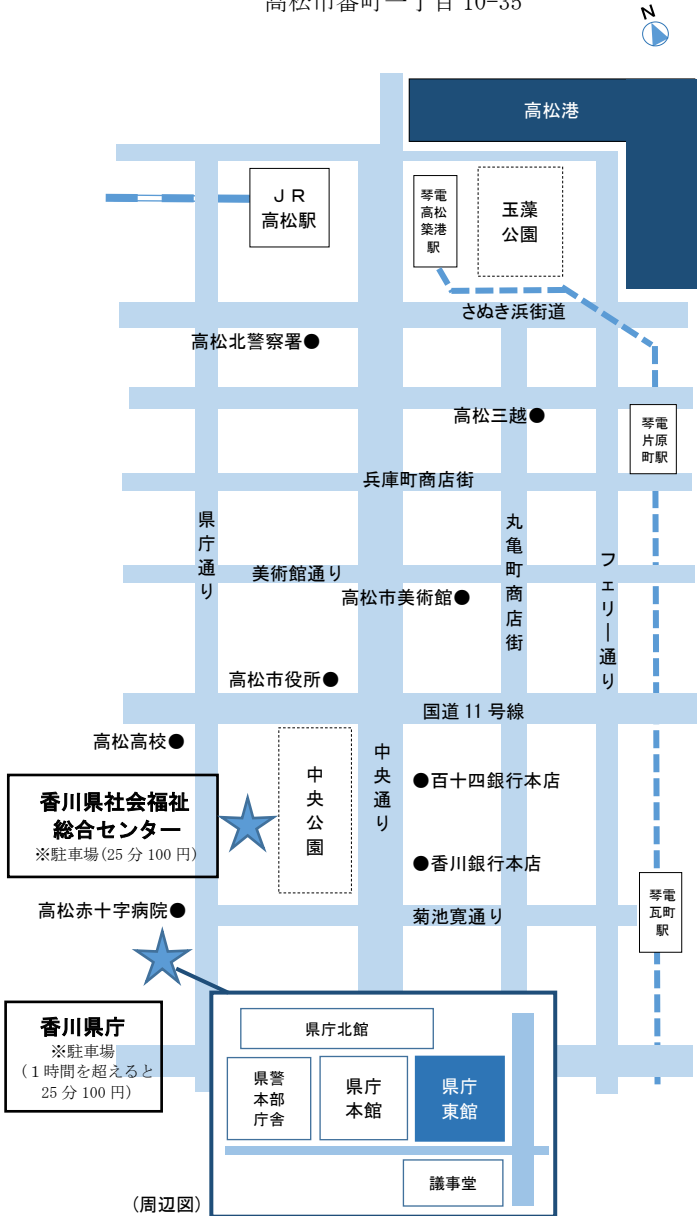 高松市番町一丁目 10-35
N
高松港
ＪＲ
高松駅
琴電
高松
築港
駅
玉藻
公園
さぬき浜街道
高松北警察署●
高松三越●
琴電
片原
町駅
兵庫町商店街
県庁通り
丸亀町商店街
フェリー通り
美術館通り
高松市美術館●
高松市役所●
国道 11 号線
高松高校●
中央公園
中央通り
●百十四銀行本店
香川県社会福祉
総合センター
※駐車場(25 分 100 円)
●香川銀行本店
高松赤十字病院●
菊池寛通り
琴電
瓦町
駅
香川県庁
※駐車場
（１時間を超えると
25 分 100 円）
県庁北館
県警
本部
庁舎
県庁
本館
県庁
東館
議事堂
(周辺図)